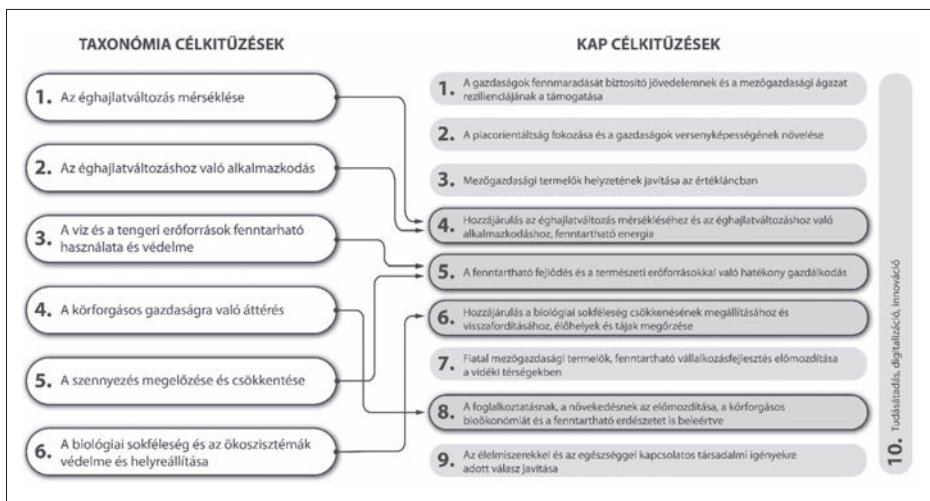 TAXONÓMIA CÉLKITŰZÉSEK
1. Az éghajlatváltozás mérséklése
2. Az éghajlatváltozáshoz való alkalmazkodás
3. A víz és a tengeri erőforrások fenntartható
használata és védelme
4. A körforgásos gazdaságra való áttérés
5. A szennyezés megelőzése és csökkentése
6. A biológiai sokféleség és az ökoszisztémák
védelme és helyreállítása
KAP CÉLKITŰZÉSEK
1. A gazdaságok fennmaradását biztosító jövedelemnek és a mezőgazdasági ágazat
rezilienciájának a támogatása
2. A piacorientáltság fokozása és a gazdaságok versenyképességének növelése
3. Mezőgazdasági termelők helyzetének javítása az értékláncban
4. Hozzájárulás az éghajlatváltozás mérsékléséhez és az éghajlatváltozáshoz való
alkalmazkodáshoz, fenntartható energia
5. A fenntartható fejlődés és a természeti erőforrásokkal való hatékony gazdálkodás
6. Hozzájárulás a biológiai sokféleség csökkenésének megállításához és
visszafordításához, élőhelyek és tájak megőrzése
7. Fiatal mezőgazdasági termelők, fenntartható vállalkozásfejlesztés előmozdítása
a vidéki térségekben
8. A foglalkoztatásnak, a növekedésnek az előmozdítása, a körforgásos
bioökonómiát és a fenntartható erdészetet is beleértve
9. Az élelmiszerekkel és az egészséggel kapcsolatos társadalmi igényekre
adott válasz javítása
10. Tudásátadás, digitalizáció, innováció